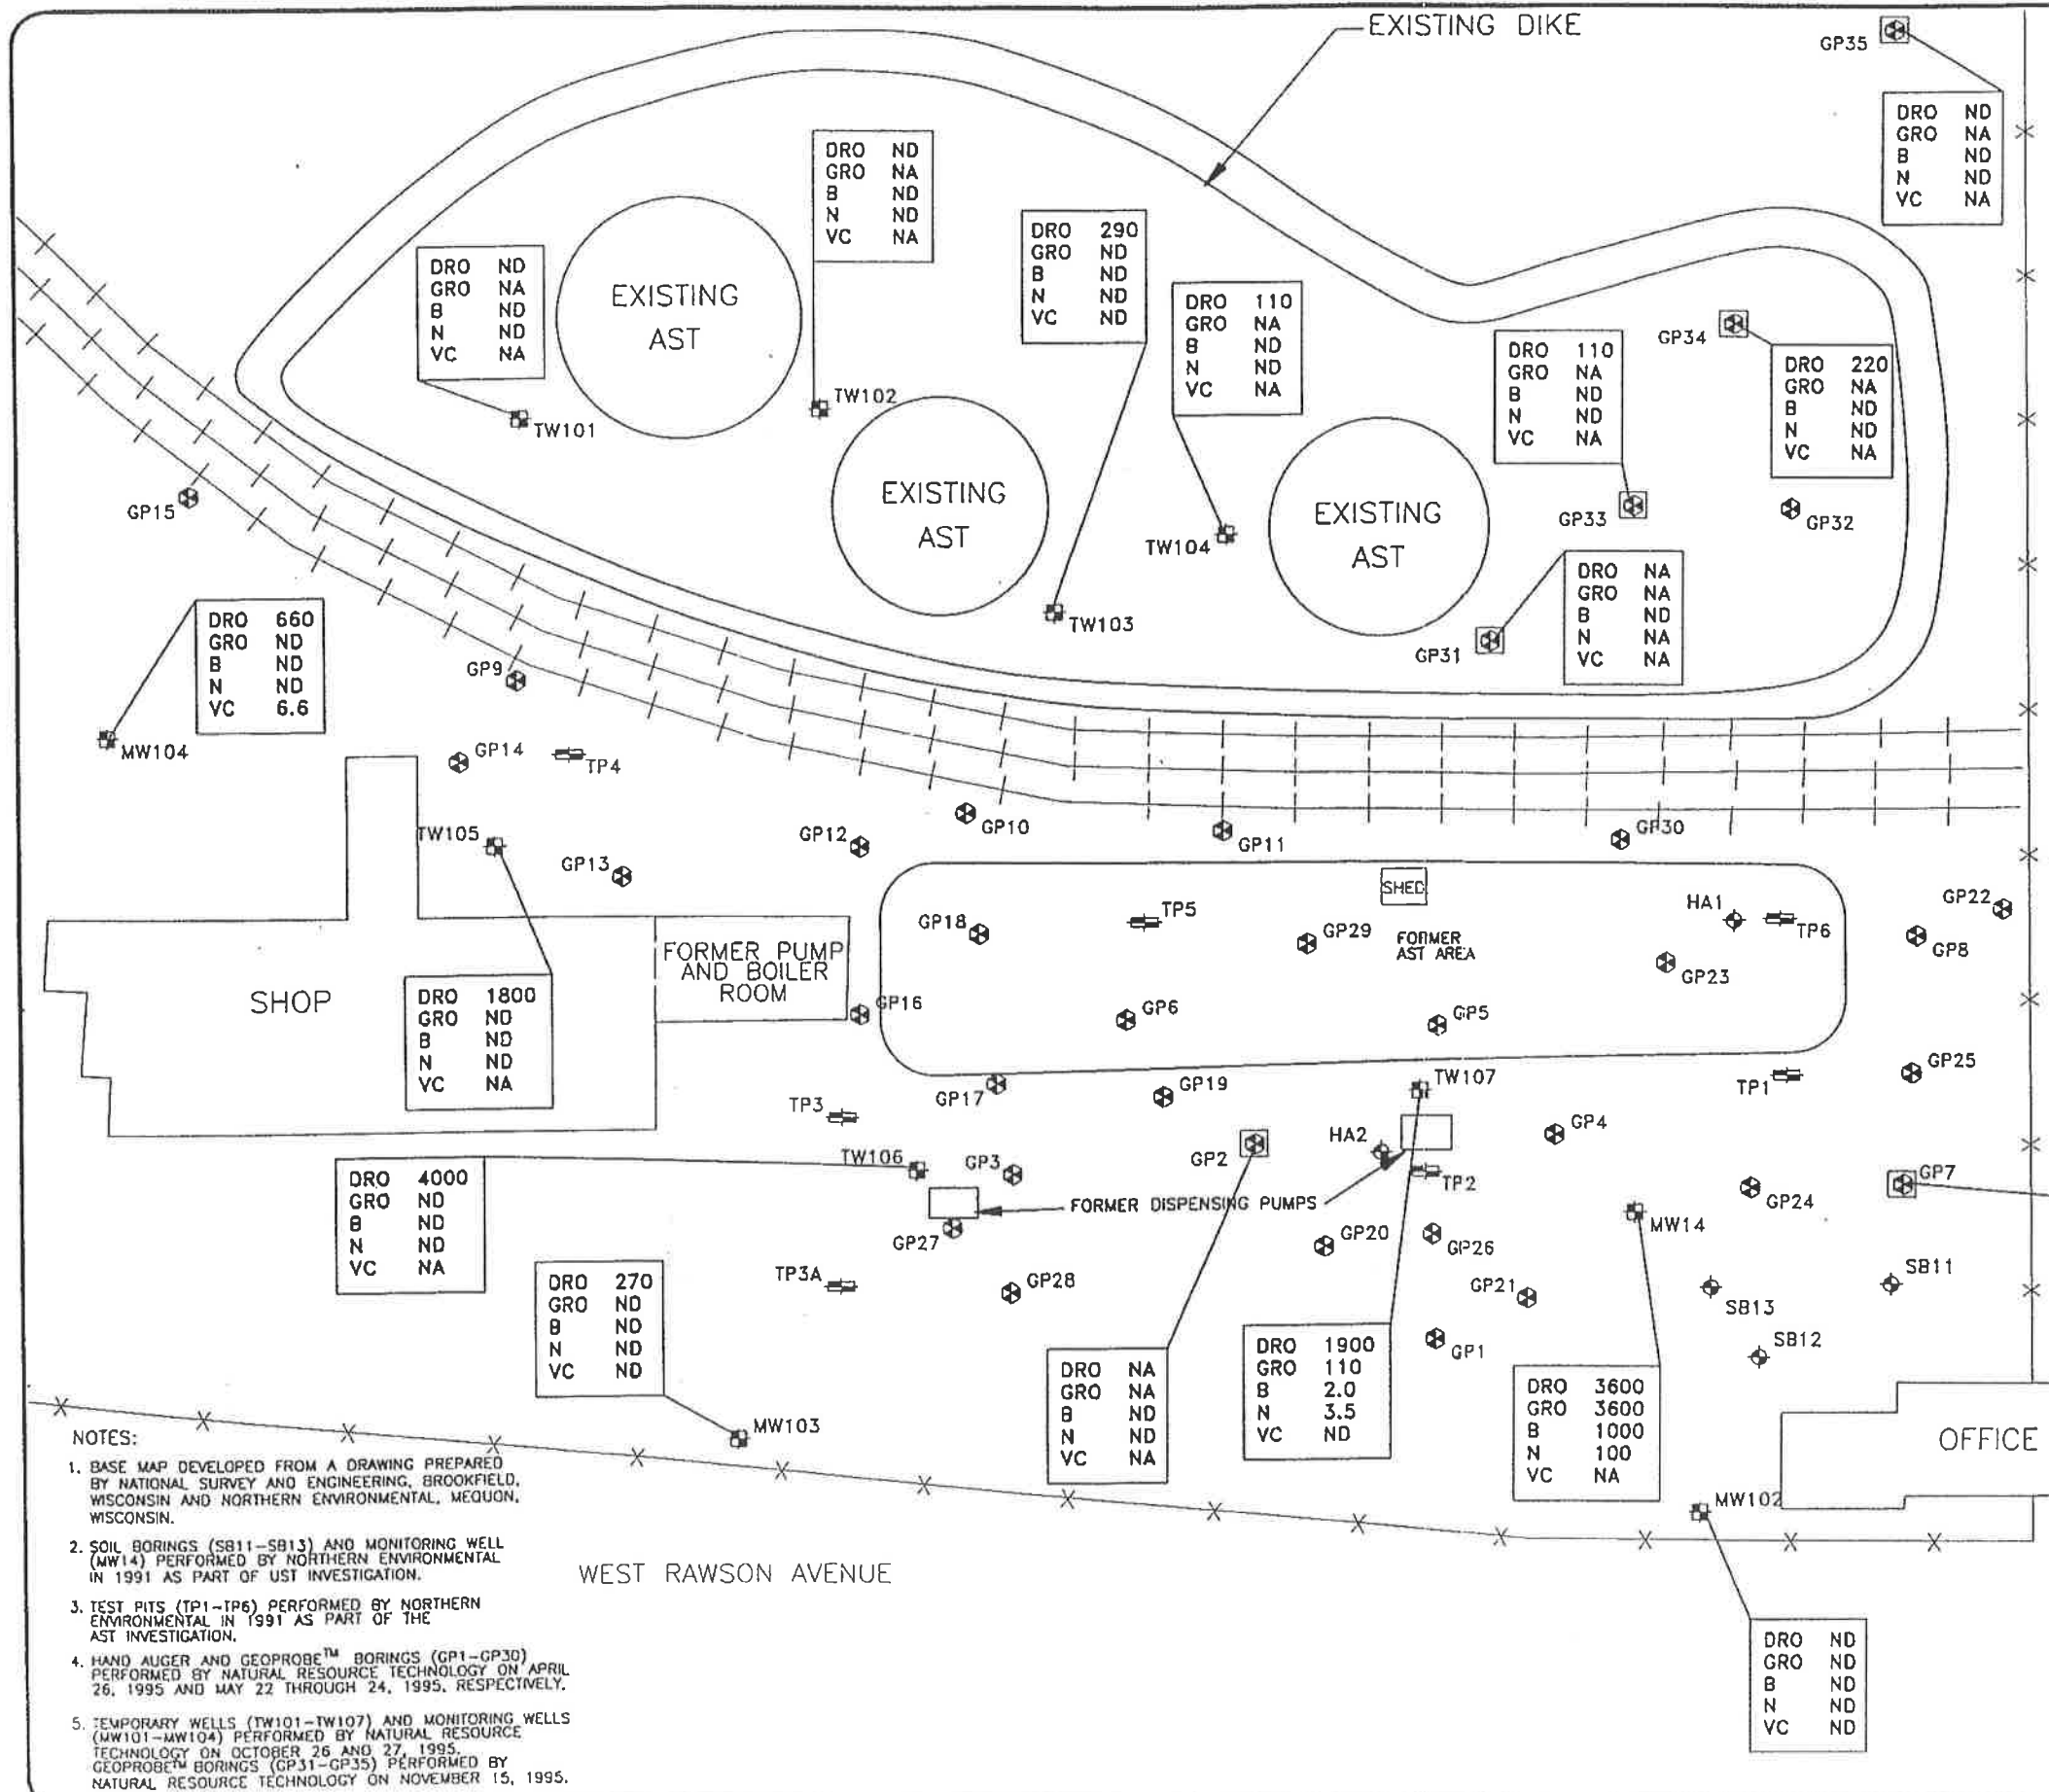 EXISTING DIKE
GP35
DRO ND
GRO NA
B ND
N ND
VC NA
DRO ND
GRO NA
B ND
N ND
VC NA
DRO 290
GRO ND
B ND
N ND
VC ND
DRO ND
GRO NA
B ND
N ND
VC NA
EXISTING
AST
DRO 110
GRO NA
B ND
N ND
VC NA
DRO 110
GRO NA
B ND
N ND
VC NA
GP34
DRO 220
GRO NA
B ND
N ND
VC NA
TW102
TW101
EXISTING
AST
EXISTING
AST
GP15
GP33
GP32
TW104
DRO NA
GRO NA
B ND
N NA
VC NA
TW103
GP31
DRO 660
GRO ND
B ND
N ND
VC 6.6
GP9
MW104
GP14
TP4
TW105
GP13
GP12
GP10
GP11
GP30
SHED
GP18
TP5
GP29
FORMER
AST AREA
HA1
TP6
GP22
GP8
GP23
FORMER PUMP
AND BOILER
ROOM
SHOP
DRO 1800
GRO ND
B ND
N ND
VC NA
GP16
GP6
GP5
GP17
GP19
TW107
TP1
GP25
TP3
TW106
GP3
GP2
HA2
GP4
TP2
GP24
GP7
DRO 4000
GRO ND
B ND
N ND
VC NA
FORMER DISPENSING PUMPS
MW14
GP27
GP20
GP26
TP3A
GP28
GP21
SB13
SB11
SB12
GP1
DRO 270
GRO ND
B ND
N ND
VC ND
DRO NA
GRO NA
B ND
N ND
VC NA
DRO 1900
GRO 110
B 2.0
N 3.5
VC ND
DRO 3600
GRO 3600
B 1000
N 100
VC NA
OFFICE
MW103
MW102
DRO ND
GRO ND
B ND
N ND
VC ND
WEST RAWSON AVENUE
NOTES:
1. BASE MAP DEVELOPED FROM A DRAWING PREPARED
BY NATIONAL SURVEY AND ENGINEERING, BROOKFIELD,
WISCONSIN AND NORTHERN ENVIRONMENTAL, MEQUON,
WISCONSIN.
2. SOIL BORINGS (SB11-SB13) AND MONITORING WELL
(MW14) PERFORMED BY NORTHERN ENVIRONMENTAL
IN 1991 AS PART OF UST INVESTIGATION.
3. TEST PITS (TP1-TP6) PERFORMED BY NORTHERN
ENVIRONMENTAL IN 1991 AS PART OF THE
AST INVESTIGATION.
4. HAND AUGER AND GEOPROBE™ BORINGS (GP1-GP30)
PERFORMED BY NATURAL RESOURCE TECHNOLOGY ON APRIL
26, 1995 AND MAY 22 THROUGH 24, 1995, RESPECTIVELY.
5. TEMPORARY WELLS (TW101-TW107) AND MONITORING WELLS
(MW101-MW104) PERFORMED BY NATURAL RESOURCE
TECHNOLOGY ON OCTOBER 26 AND 27, 1995.
GEOPROBE™ BORINGS (GP31-GP35) PERFORMED BY
NATURAL RESOURCE TECHNOLOGY ON NOVEMBER 15, 1995.